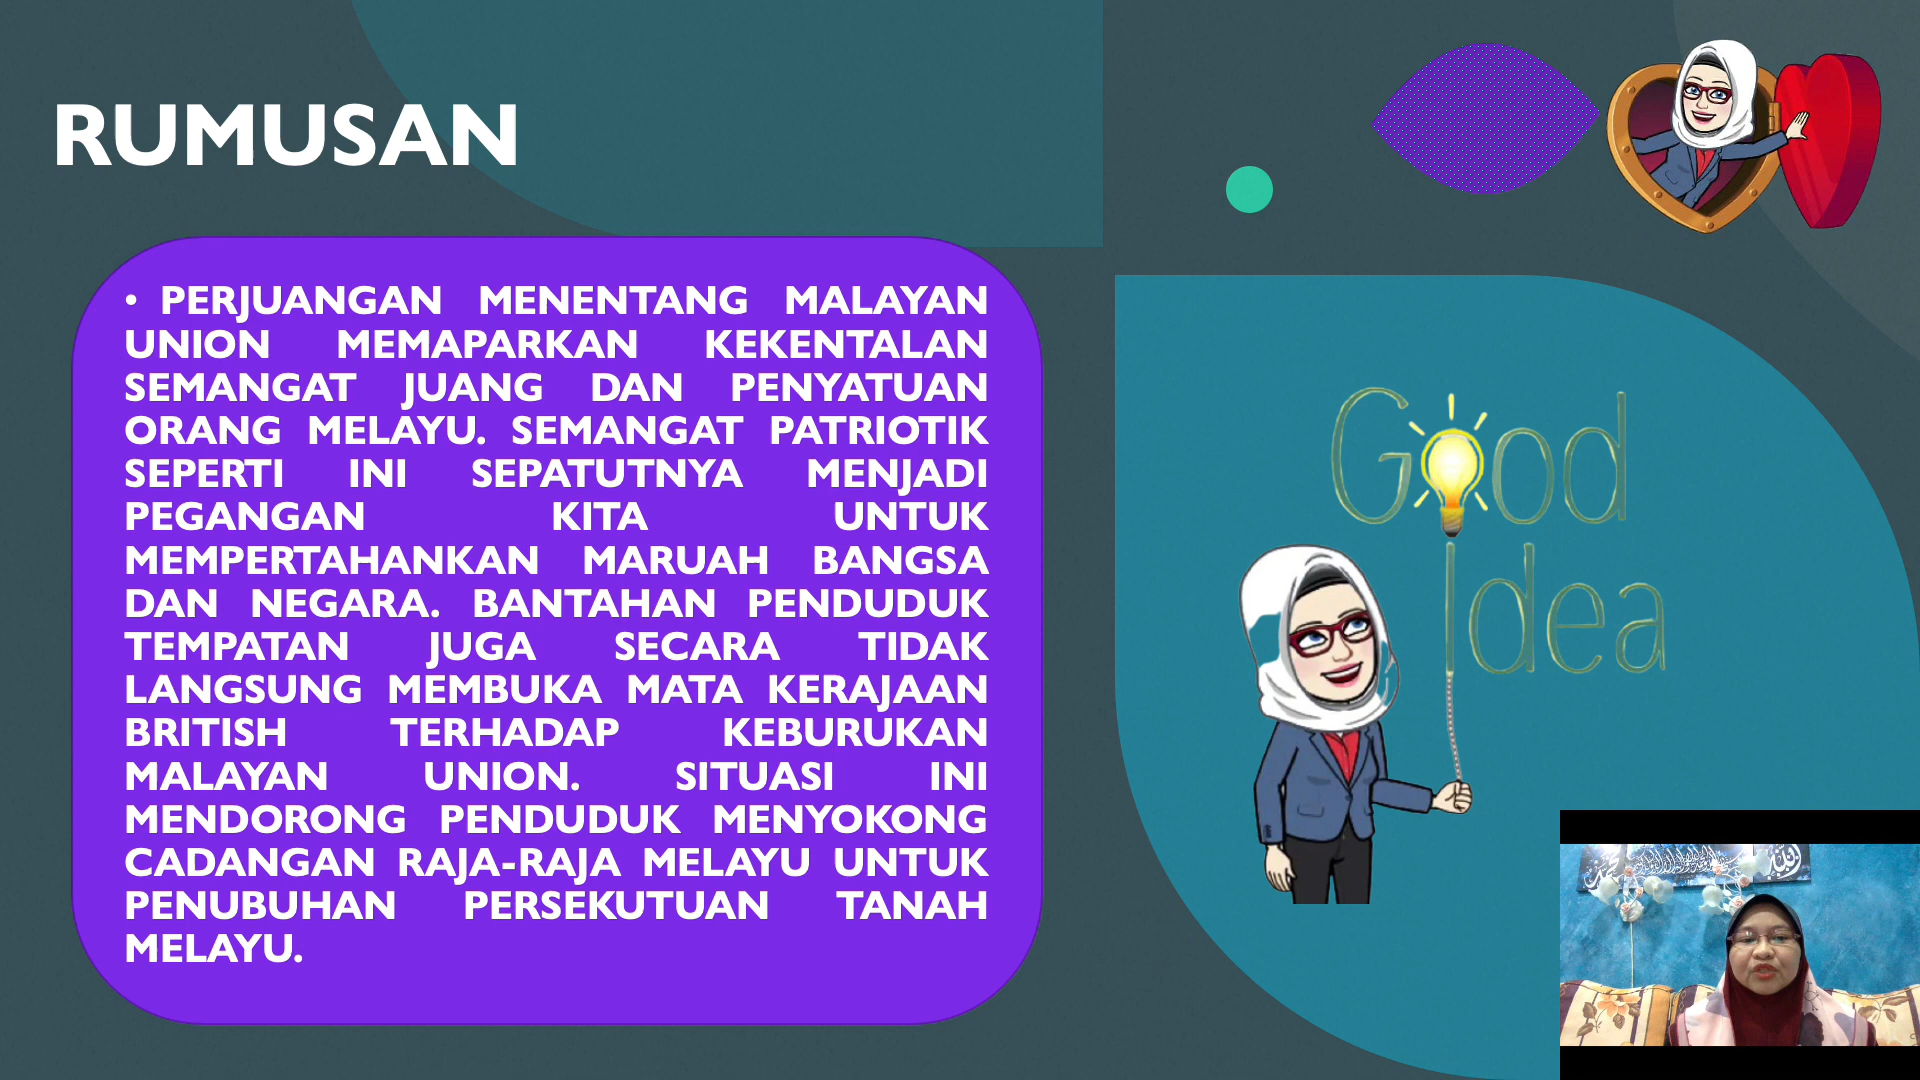 RUMUSAN
• PERJUANGAN MENENTANG MALAYAN
UNION MEMAPARKAN KEKENTALAN
SEMANGAT JUANG DAN PENYATUAN
ORANG MELAYU. SEMANGAT PATRIOTIK
SEPERTI INI SEPATUTNYA MENJADI
PEGANGAN KITA UNTUK
MEMPERTAHANKAN MARUAH BANGSA
DAN NEGARA. BANTAHAN PENDUDUK
TEMPATAN JUGA SECARA TIDAK
LANGSUNG MEMBUKA MATA KERAJAAN
BRITISH TERHADAP KEBURUKAN
MALAYAN UNION. SITUASI INI
MENDORONG PENDUDUK MENYOKONG
CADANGAN RAJA-RAJA MELAYU UNTUK
PENUBUHAN PERSEKUTUAN TANAH
MELAYU.
Good
Idea